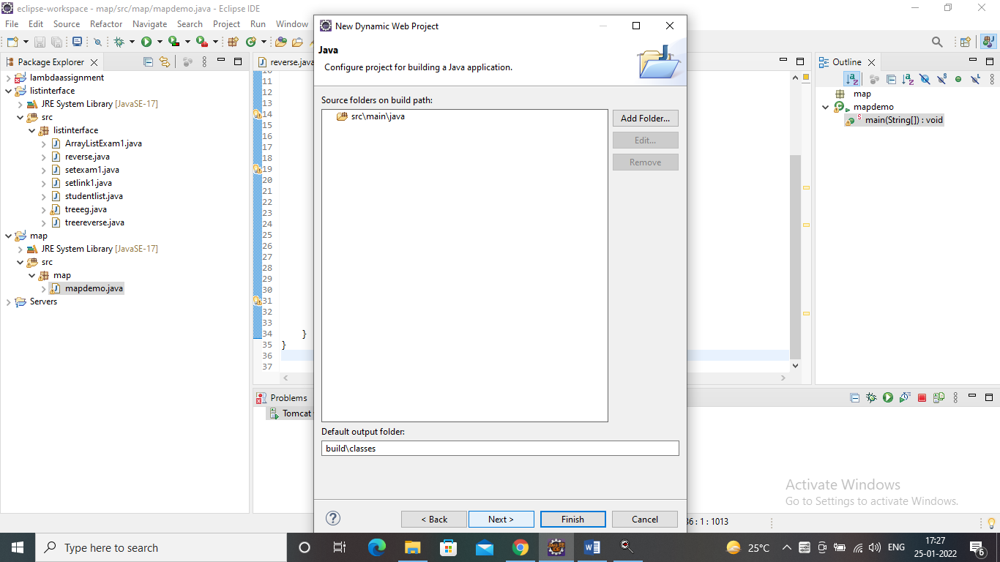 eclipse-workspace - map/src/map/mapdemo.java - Eclipse IDE
File Edit Source Refactor Navigate Search Project Run Window
Package Explorer
lambdaassignment
listinterface
JRE System Library [JavaSE-17]
src
listinterface
ArrayListExam1.java
reverse.java
setexam1.java
setlink1.java
studentlist.java
treeeg.java
treereverse.java
map
JRE System Library [JavaSE-17]
src
map
mapdemo.java
Servers
reverse.java
10
11
12
13
14
15
16
17
18
19
20
21
22
23
24
25
26
27
28
29
30
31
32
33
34 }
35 }
36
37
Problems
Tomcat
New Dynamic Web Project
Java
Configure project for building a Java application.
Source folders on build path:
src\main\java
Add Folder...
Edit...
Remove
Default output folder:
build\classes
< Back Next > Finish Cancel
Outline
map
mapdemo
main(String[]) : void
Activate Windows
Go to Settings to activate Windows.
36 : 1 : 1013
Type here to search
25°C
ENG
17:27
25-01-2022
6